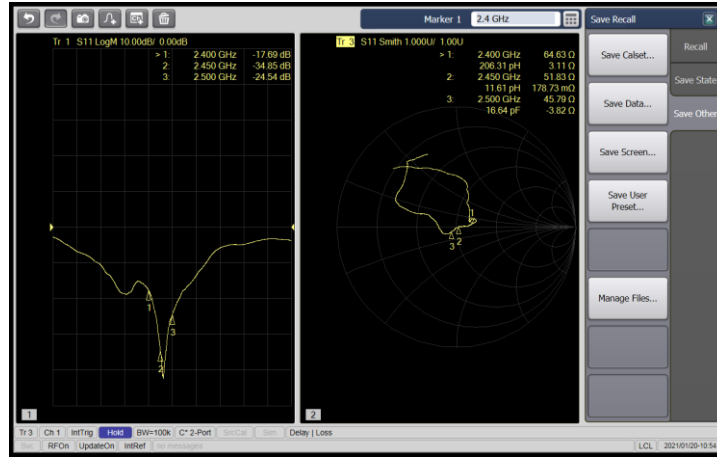 Marker 1 2.4 GHz
Save Recall
Tr 1 S11 LogM 10.00dB/ 0.00dB
> 1: 2.400 GHz -17.69 dB
2: 2.450 GHz -34.85 dB
3: 2.500 GHz -24.54 dB
1
2
3
1
Tr 3 S11 Smith 1.000U/ 1.00U
> 1: 2.400 GHz 64.63 Ω
206.31 pH 3.11 Ω
2: 2.450 GHz 51.83 Ω
11.61 pH 178.73 mΩ
3: 2.500 GHz 45.79 Ω
16.64 pF -3.82 Ω
1
3 2
2
Save Calset...
Save Data...
Save Screen...
Save User
Preset...
Manage Files...
Recall
Save State
Save Other
Tr 3 Ch 1 IntTrig Hold BW=100k C* 2-Port SrcCal Sim Delay | Loss
RFOn UpdateOn IntRef no messages LCL 2021/01/20-10:54